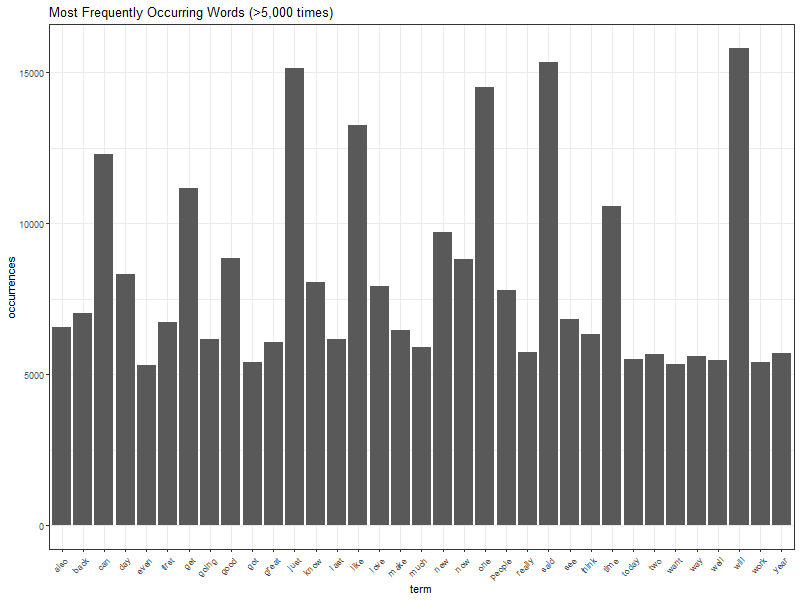 Most Frequently Occurring Words (>5,000 times)
15000
10000
5000
0
occurrences
also back can day even first get going good got great just know last like love make much new now one people really said see think time today two want way well will work year
term